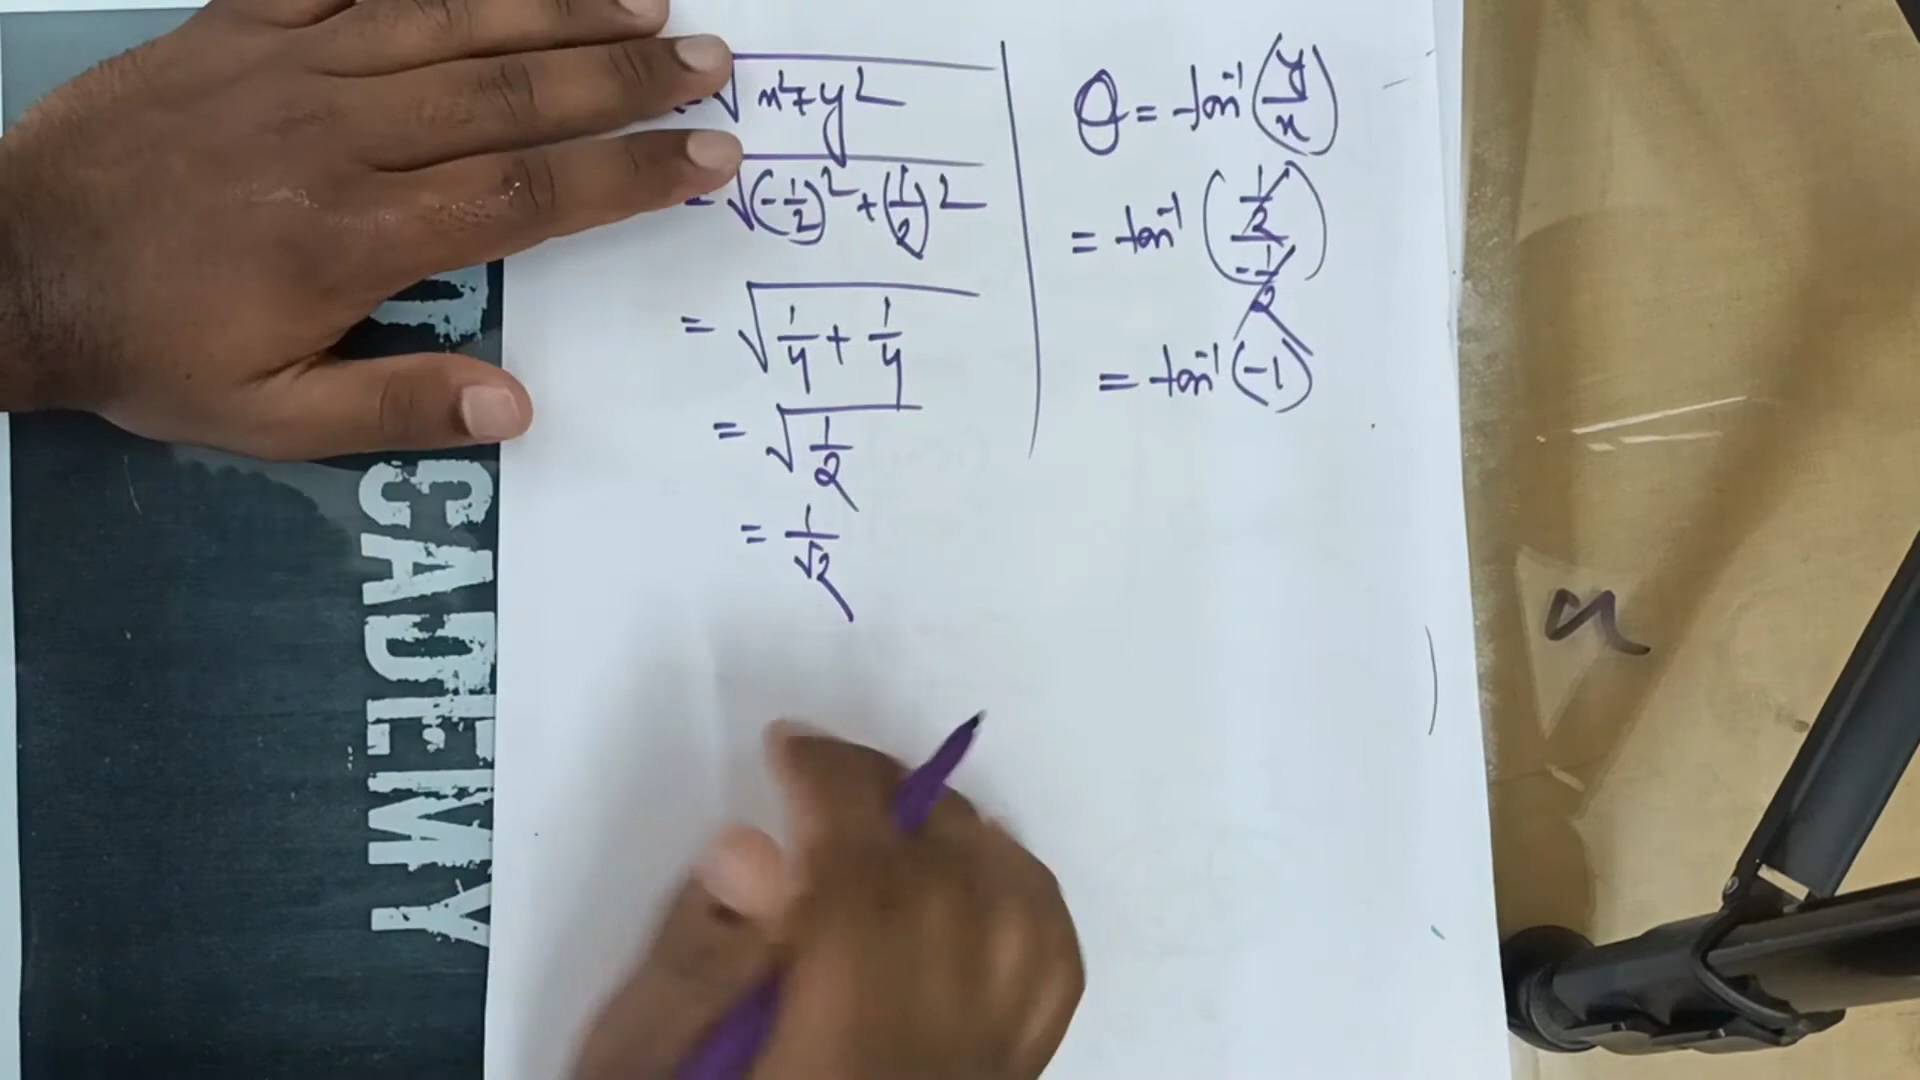 √x²+y²
= √(-1/2)² + (1/2)²
= √1/4 + 1/4
= √1/2
= 1/√2
θ = tan⁻¹(y/x)
= tan⁻¹(1/2/-1/2)
= tan⁻¹(-1)
CADEMY
x